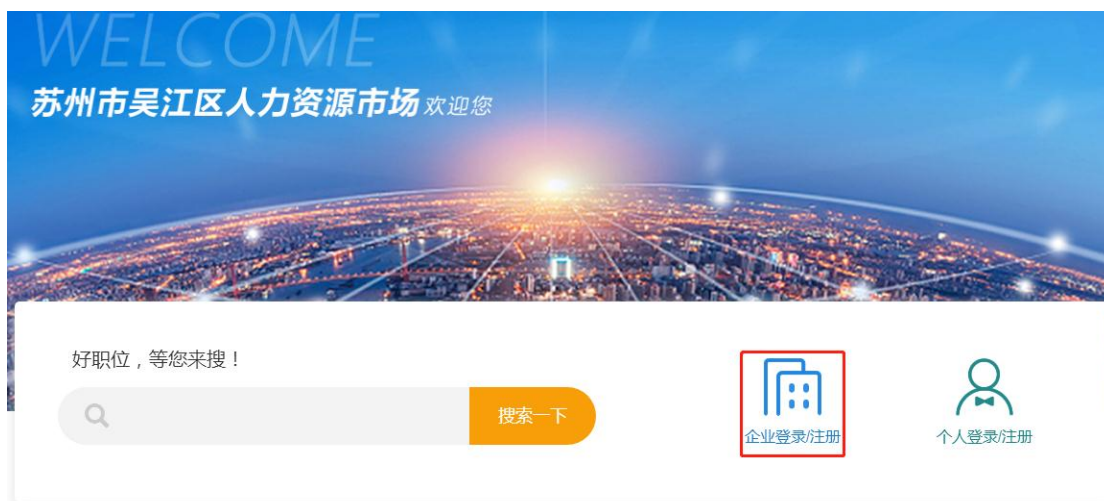 WELCOME
苏州市吴江区人力资源市场 欢迎您
好职位，等您来搜！
搜索一下
企业登录/注册
个人登录/注册